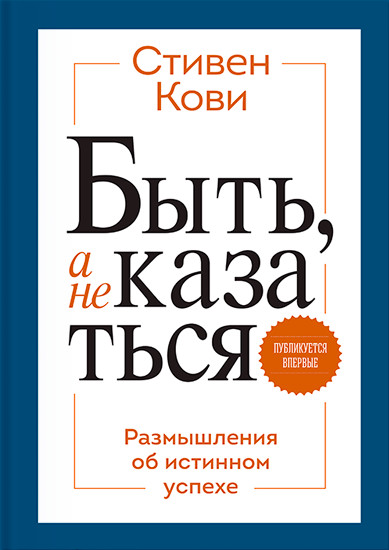 Стивен
Кови
Быть,
а не каза
ться
ПУБЛИКУЕТСЯ
ВПЕРВЫЕ
Размышления
об истинном
успехе